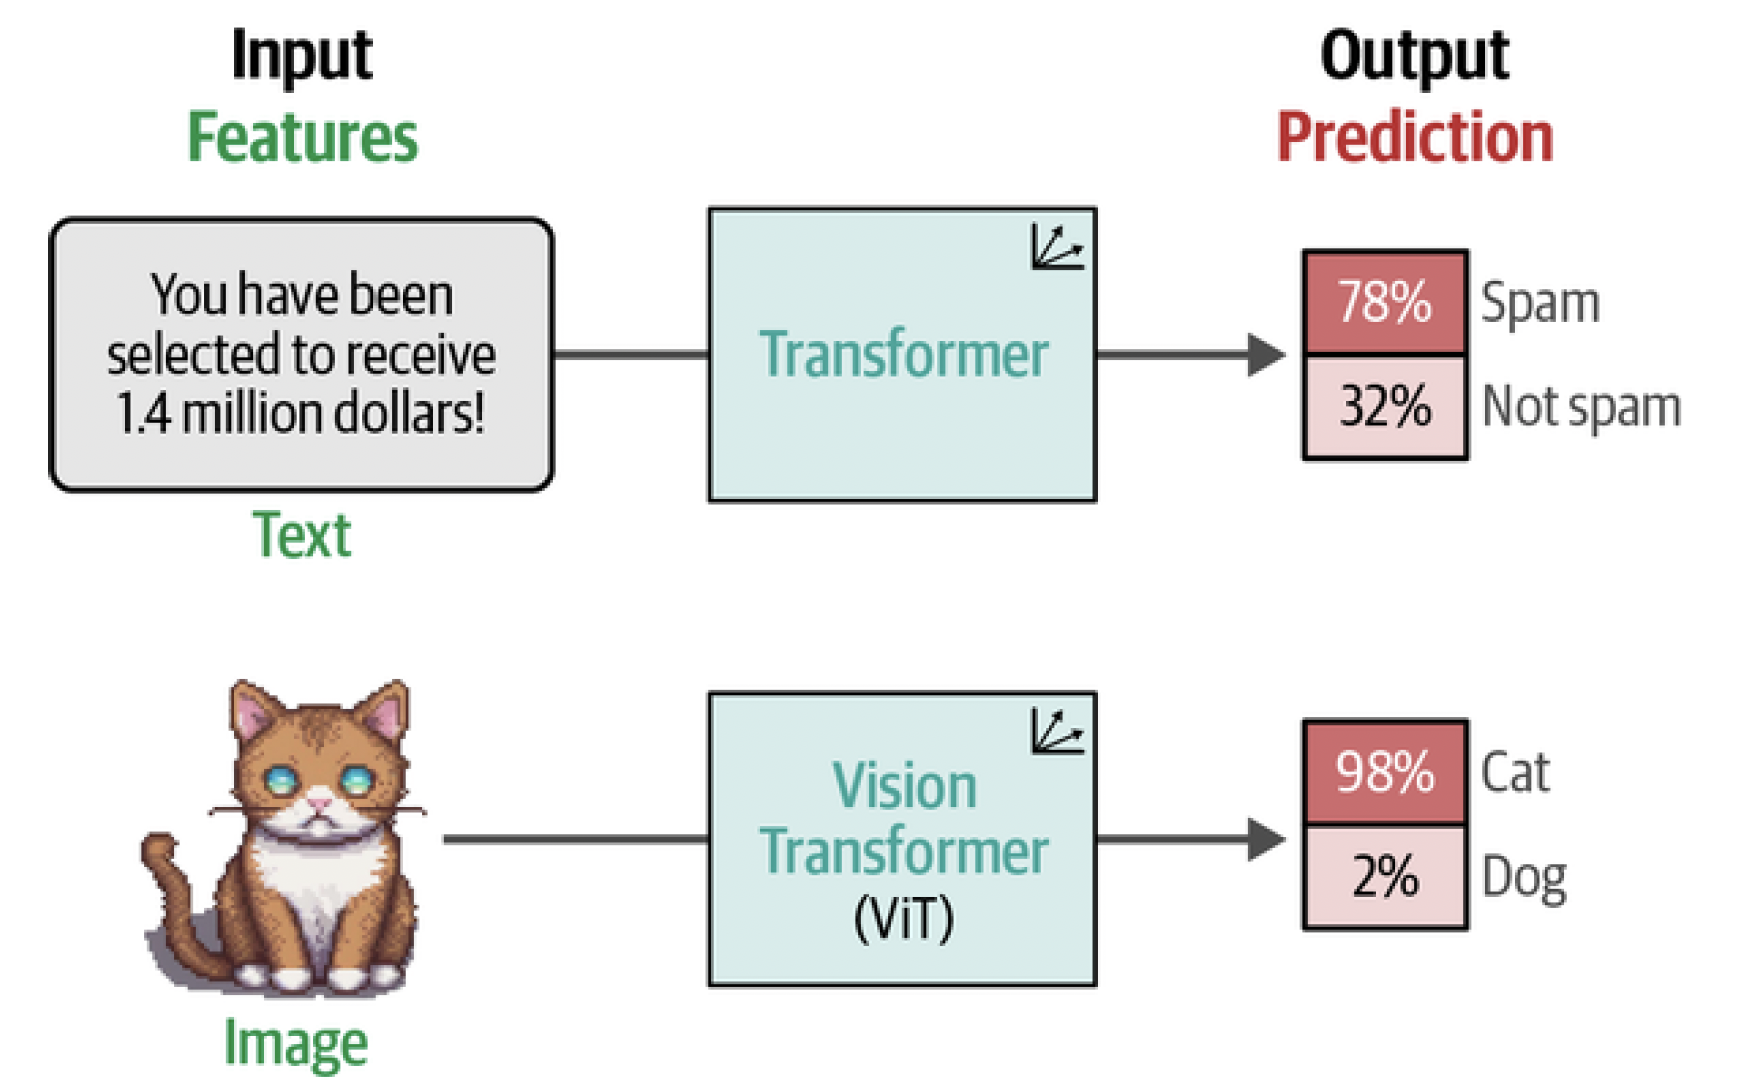 Input
Features
Output
Prediction
You have been
selected to receive
1.4 million dollars!
Text
Transformer
78%
Spam
32%
Not spam
Image
Vision
Transformer
(ViT)
98%
Cat
2%
Dog